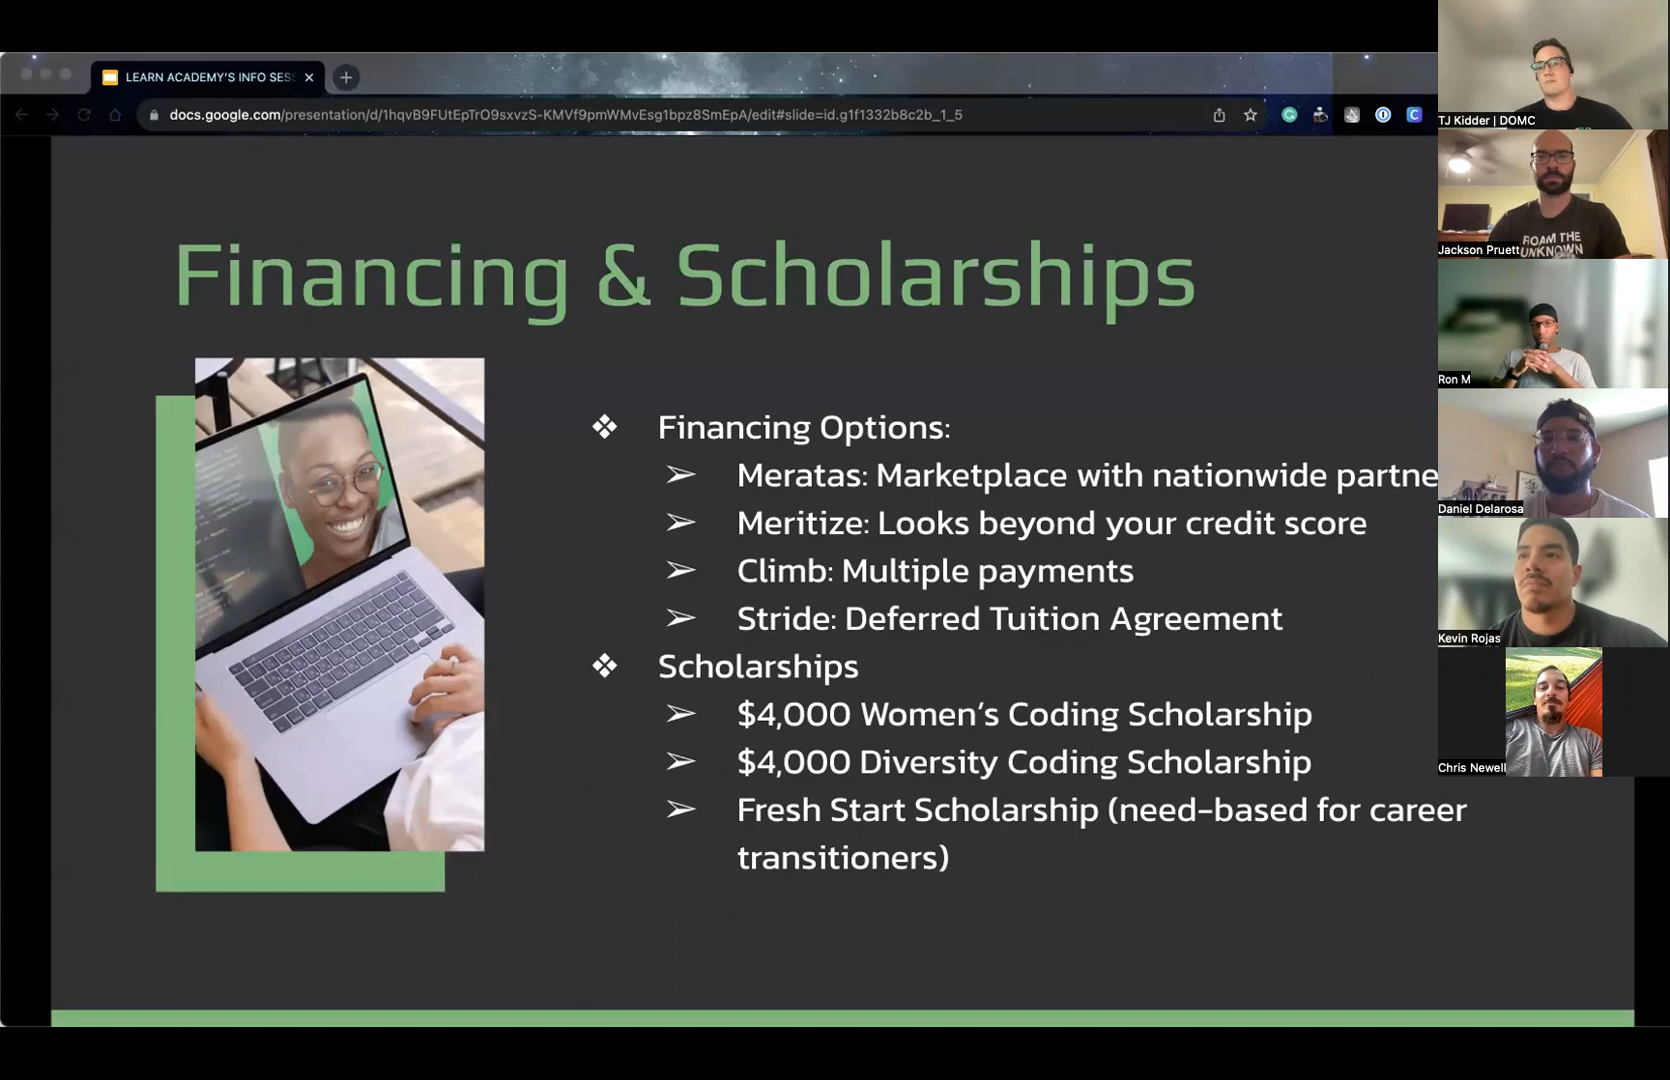 LEARN ACADEMY'S INFO SES
docs.google.com/presentation/d/1hqvB9FUtEpTrO9sxvzS-KMVf9pmWMvEsg1bpz8SmEpA/edit#slide=id.g1f1332b8c2b_1_5
Financing & Scholarships
❖ Financing Options:
➢ Meratas: Marketplace with nationwide partne
➢ Meritize: Looks beyond your credit score
➢ Climb: Multiple payments
➢ Stride: Deferred Tuition Agreement
❖ Scholarships
➢ $4,000 Women's Coding Scholarship
➢ $4,000 Diversity Coding Scholarship
➢ Fresh Start Scholarship (need-based for career
transitioners)
TJ Kidder | DOMC
ROAM THE
UNKNOWN
Jackson Pruett
Ron M
Daniel Delarosa
Kevin Rojas
Chris Newell